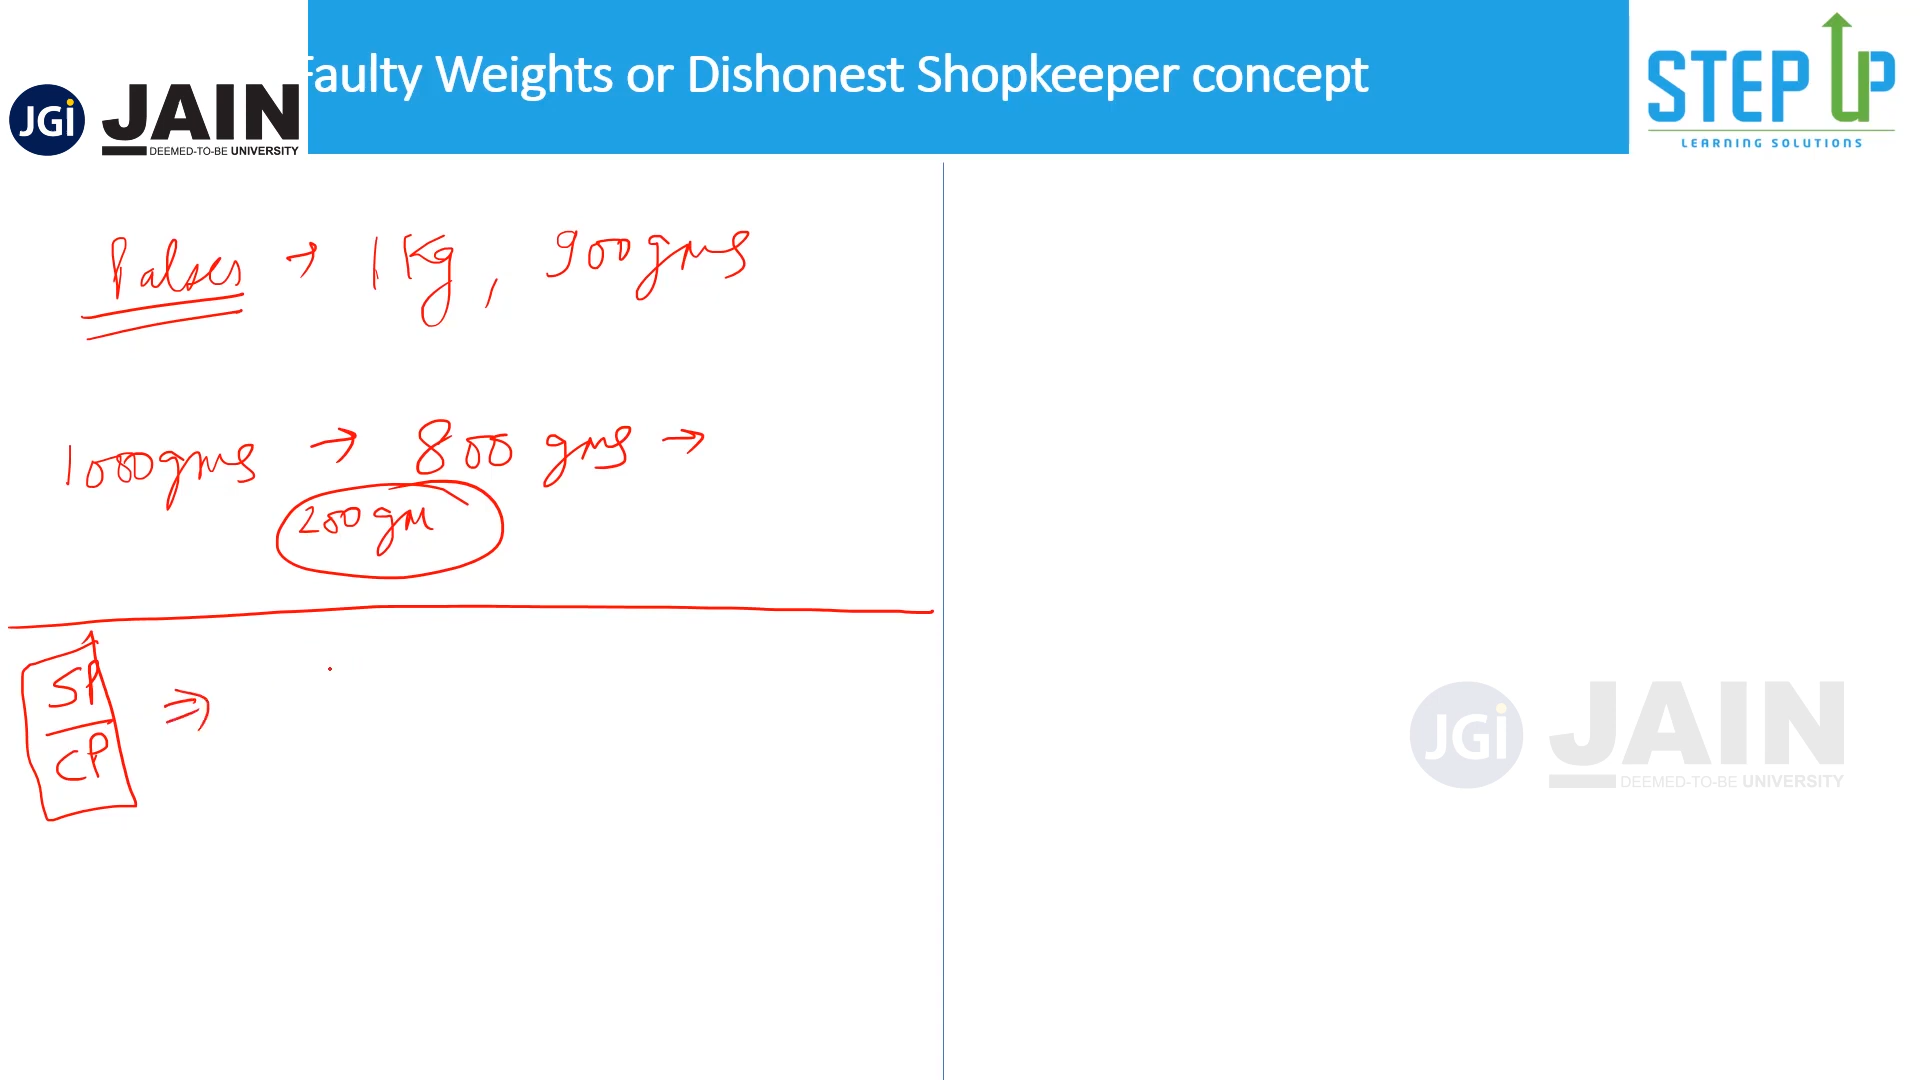 Faulty Weights or Dishonest Shopkeeper concept
JGi JAIN
DEEMED-TO-BE UNIVERSITY
STEP UP
LEARNING SOLUTIONS
Pulses → 1 Kg, 900 gms
1000 gms → 800 gms →
200 gm
SP
CP
⇒
JGi JAIN
DEEMED-TO-BE UNIVERSITY